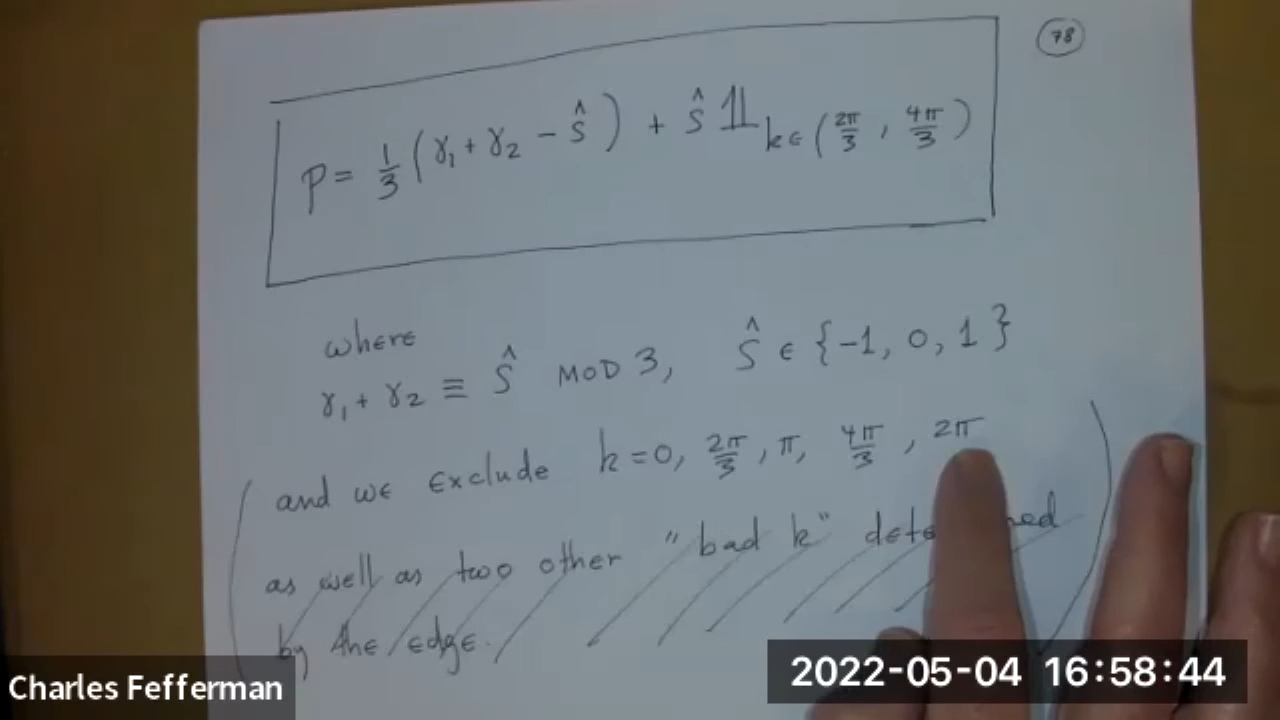 78
P = 1/3 (γ₁ + γ₂ − ŝ) + ŝ 𝟙 k∈(2π/3, 4π/3)
where
γ₁ + γ₂ ≡ ŝ MOD 3, ŝ ∈ {-1, 0, 1}
(and we exclude k=0, 2π/3, π, 4π/3, 2π
as well as two other "bad k"
by the edge.)
Charles Fefferman
2022-05-04 16:58:44